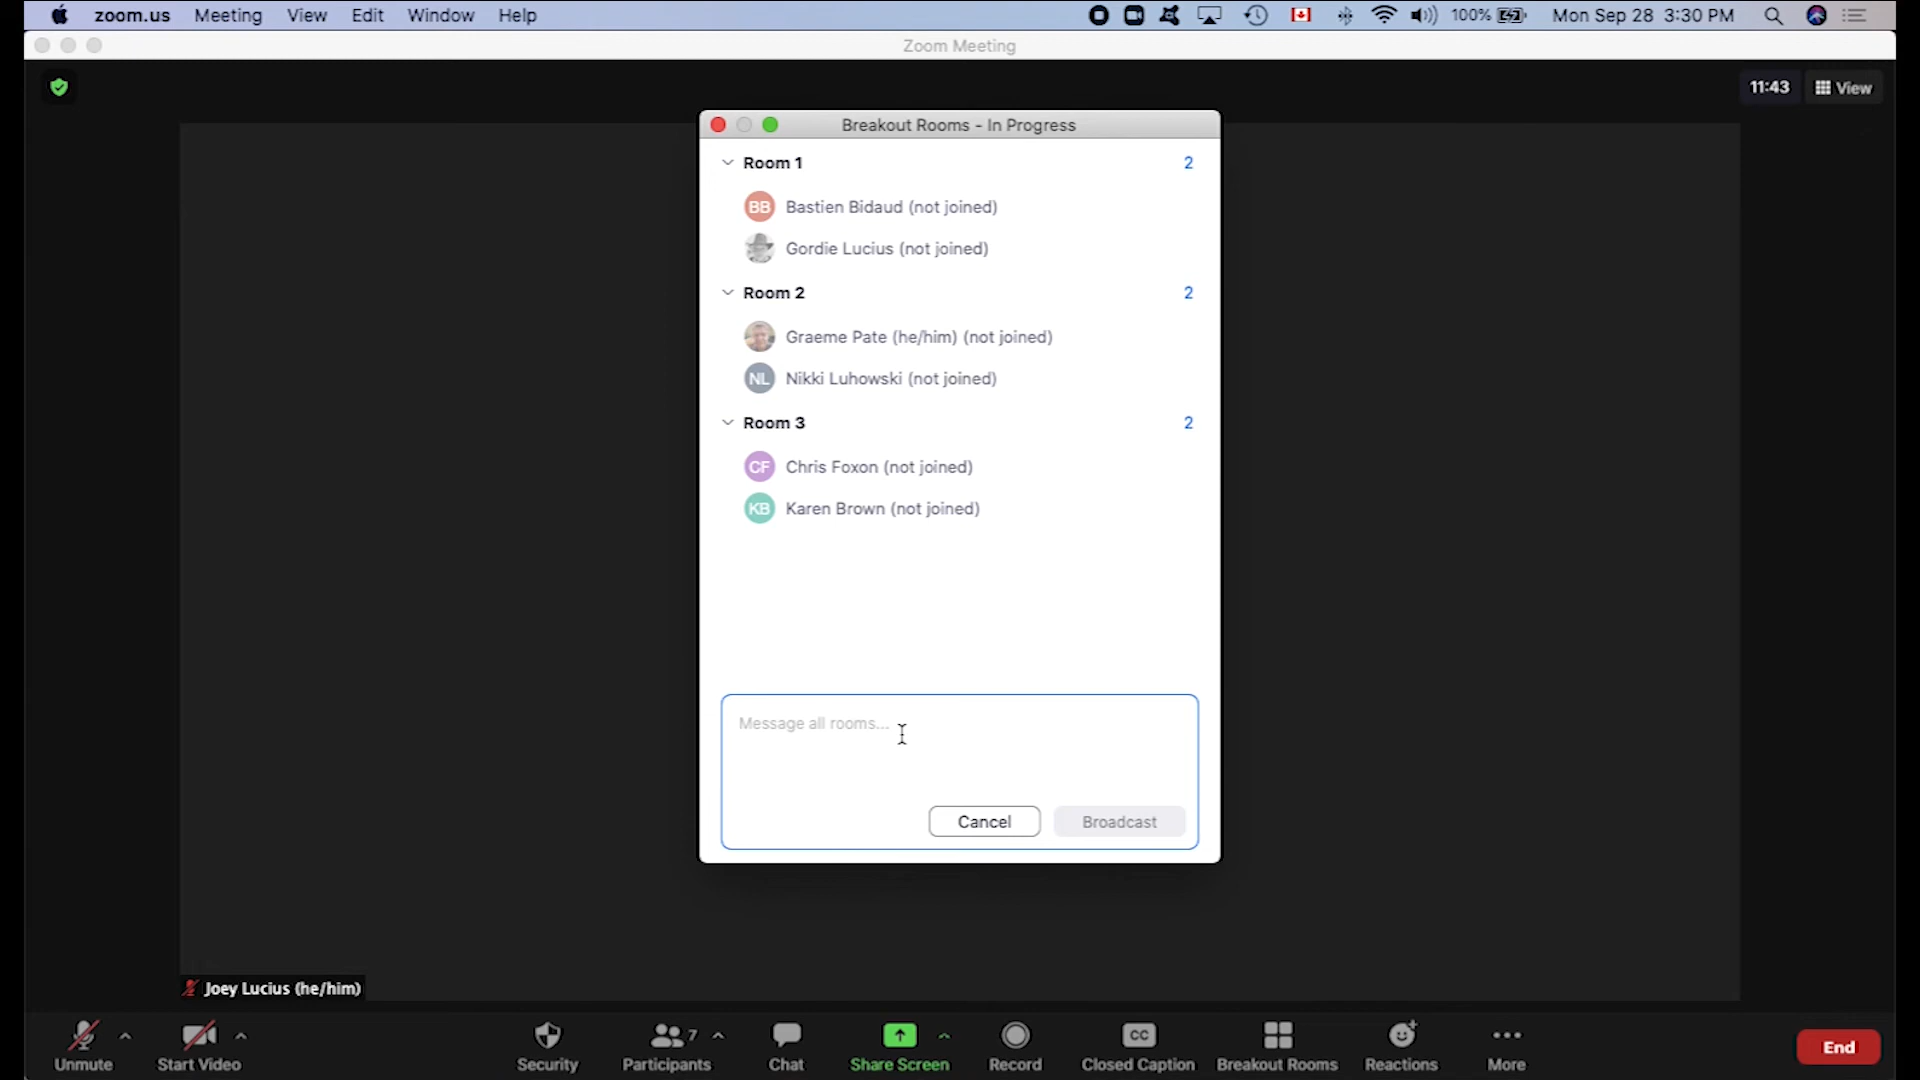 zoom.us Meeting View Edit Window Help 100% Mon Sep 28 3:30 PM
Zoom Meeting
11:43 View
Breakout Rooms - In Progress
Room 1 2
BB Bastien Bidaud (not joined)
Gordie Lucius (not joined)
Room 2 2
Graeme Pate (he/him) (not joined)
NL Nikki Luhowski (not joined)
Room 3 2
CF Chris Foxon (not joined)
KB Karen Brown (not joined)
Message all rooms...
Cancel Broadcast
Joey Lucius (he/him)
7 CC
Unmute Start Video Security Participants Chat Share Screen Record Closed Caption Breakout Rooms Reactions More End